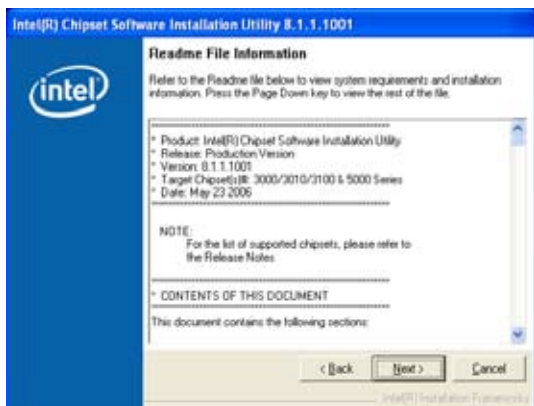 Intel(R) Chipset Software Installation Utility 8.1.1.1001
intel
Readme File Information
Refer to the Readme file below to view system requirements and installation
information. Press the Page Down key to view the rest of the file.
************************************************************
* Product: Intel(R) Chipset Software Installation Utility
* Release: Production Version
* Version: 8.1.1.1001
* Target Chipset(s)#: 3000/3010/3100 & 5000 Series
* Date: May 23 2006
************************************************************
NOTE:
For the list of supported chipsets, please refer to
the Release Notes
************************************************************
* CONTENTS OF THIS DOCUMENT
************************************************************
This document contains the following sections:
< Back
Next >
Cancel
Intel(R) Installation Frameworks